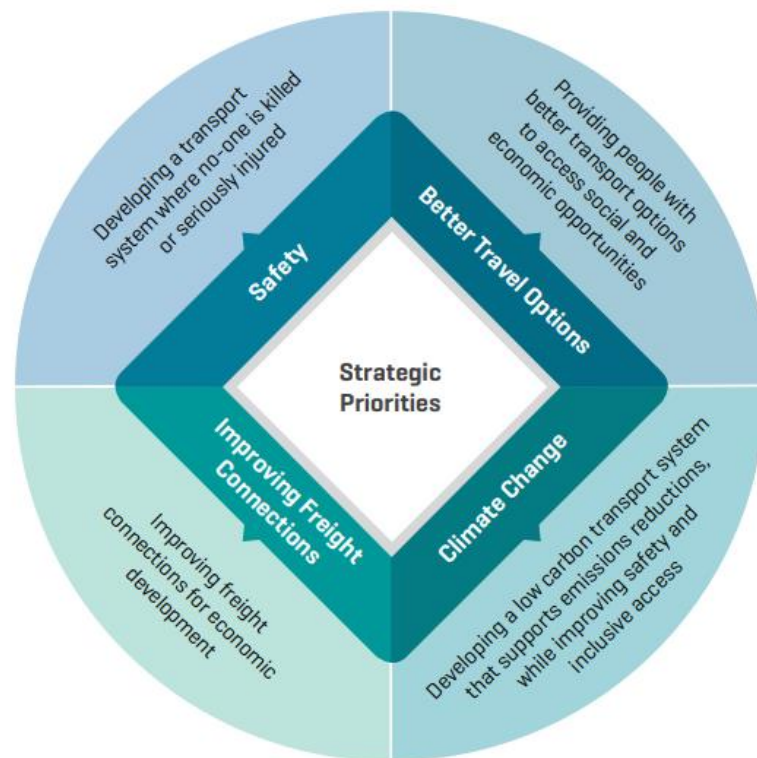 Developing a transport
system where no-one is killed
or seriously injured
Safety
Providing people with
better transport options
to access social and
economic opportunities
Better Travel Options
Strategic
Priorities
Improving Freight
Connections
Improving freight
connections for economic
development
Climate Change
Developing a low carbon transport system
that supports emissions reductions,
while improving safety and
inclusive access